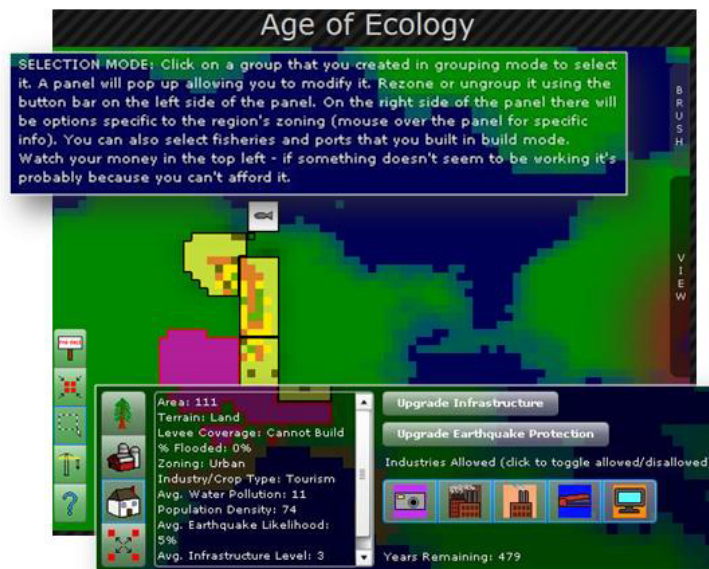 Age of Ecology
SELECTION MODE: Click on a group that you created in grouping mode to select
it. A panel will pop up allowing you to modify it. Rezone or ungroup it using the
button bar on the left side of the panel. On the right side of the panel there will
be options specific to the region's zoning (mouse over the panel for specific
info). You can also select fisheries and ports that you built in build mode.
Watch your money in the top left - if something doesn't seem to be working it's
probably because you can't afford it.
BRUSH
VIEW
FOR SALE
?
Area: 111
Terrain: Land
Levee Coverage: Cannot Build
% Flooded: 0%
Zoning: Urban
Industry/Crop Type: Tourism
Avg. Water Pollution: 11
Population Density: 74
Avg. Earthquake Likelihood:
5%
Avg. Infrastructure Level: 3
Upgrade Infrastructure
Upgrade Earthquake Protection
Industries Allowed (click to toggle allowed/disallowed
Years Remaining: 479